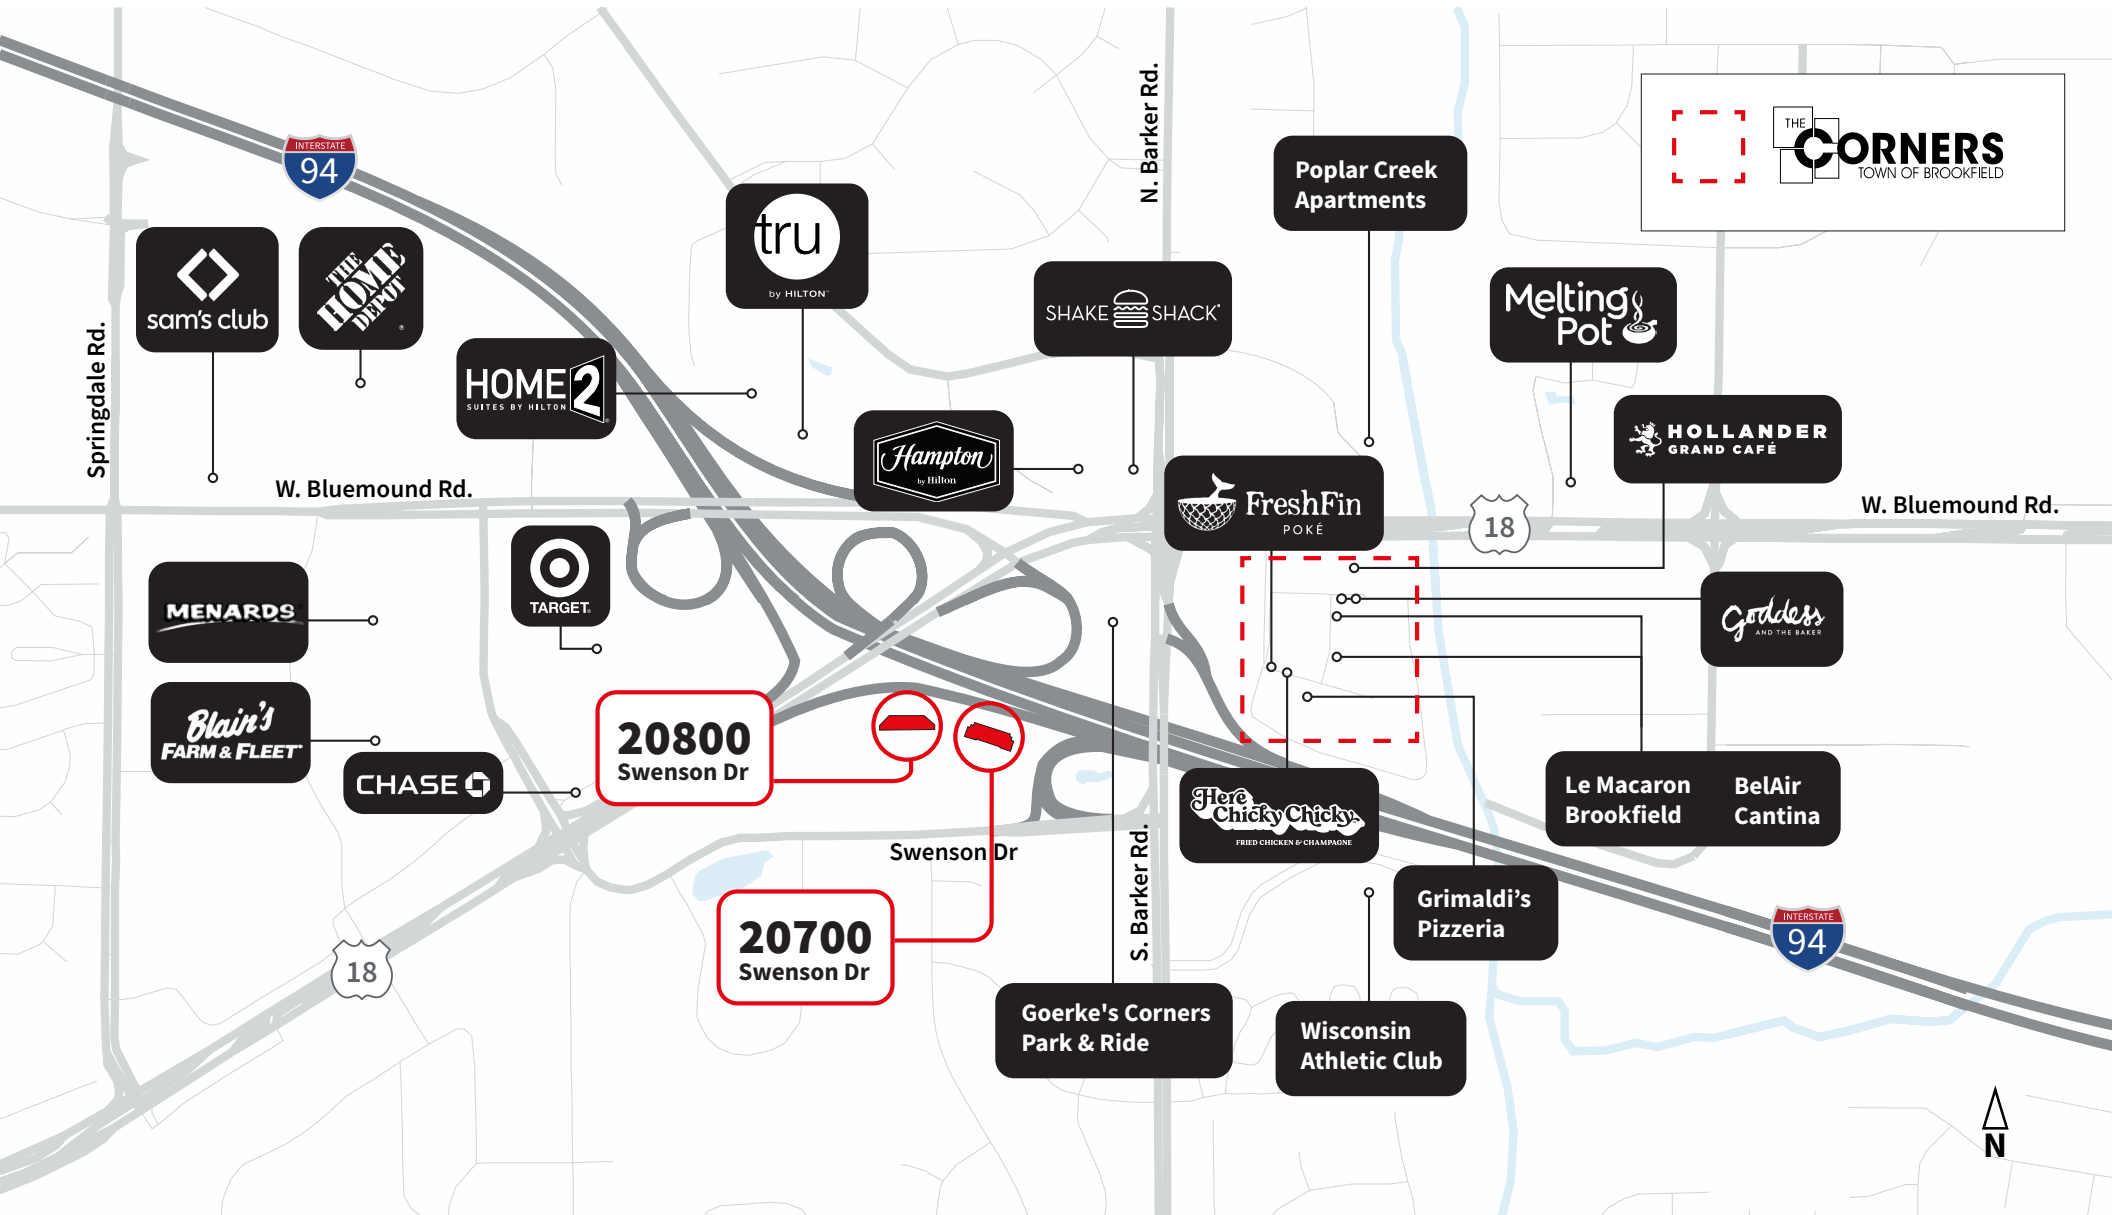 N. Barker Rd.
THE
CORNERS
TOWN OF BROOKFIELD
INTERSTATE
94
Poplar Creek
Apartments
tru
by HILTON
sam's club
THE
HOME
DEPOT
SHAKE SHACK
Melting
Pot
Springdale Rd.
HOME2
SUITES BY HILTON
Hampton
by Hilton
HOLLANDER
GRAND CAFÉ
W. Bluemound Rd.
FreshFin
POKÉ
18
W. Bluemound Rd.
TARGET
MENARDS
Goddess
AND THE BAKER
Blain's
FARM & FLEET
20800
Swenson Dr
CHASE
Here
Chicky Chicky
FRIED CHICKEN & CHAMPAGNE
Le Macaron
Brookfield
BelAir
Cantina
Swenson Dr
S. Barker Rd.
Grimaldi’s
Pizzeria
20700
Swenson Dr
INTERSTATE
94
18
Goerke's Corners
Park & Ride
Wisconsin
Athletic Club
N